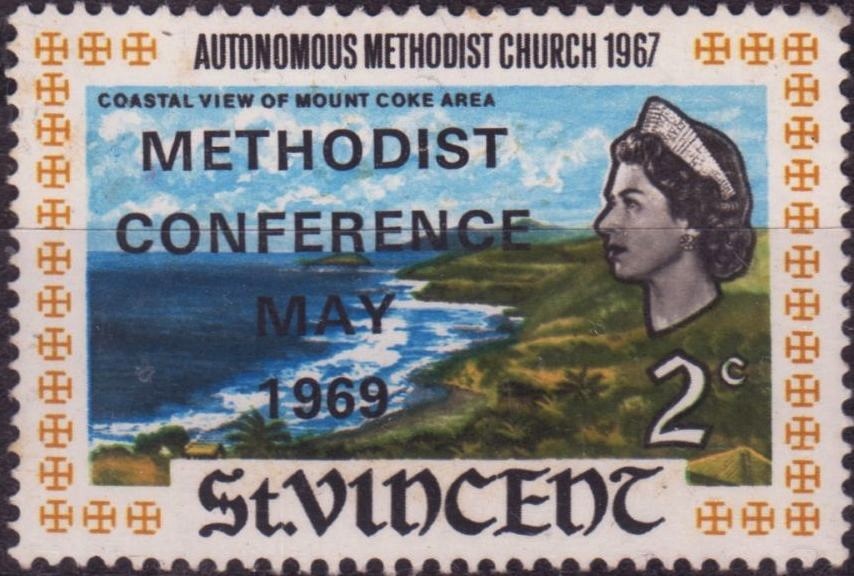 AUTONOMOUS METHODIST CHURCH 1967
COASTAL VIEW OF MOUNT COKE AREA
METHODIST
CONFERENCE
MAY
1969
2c
St. VINCENT